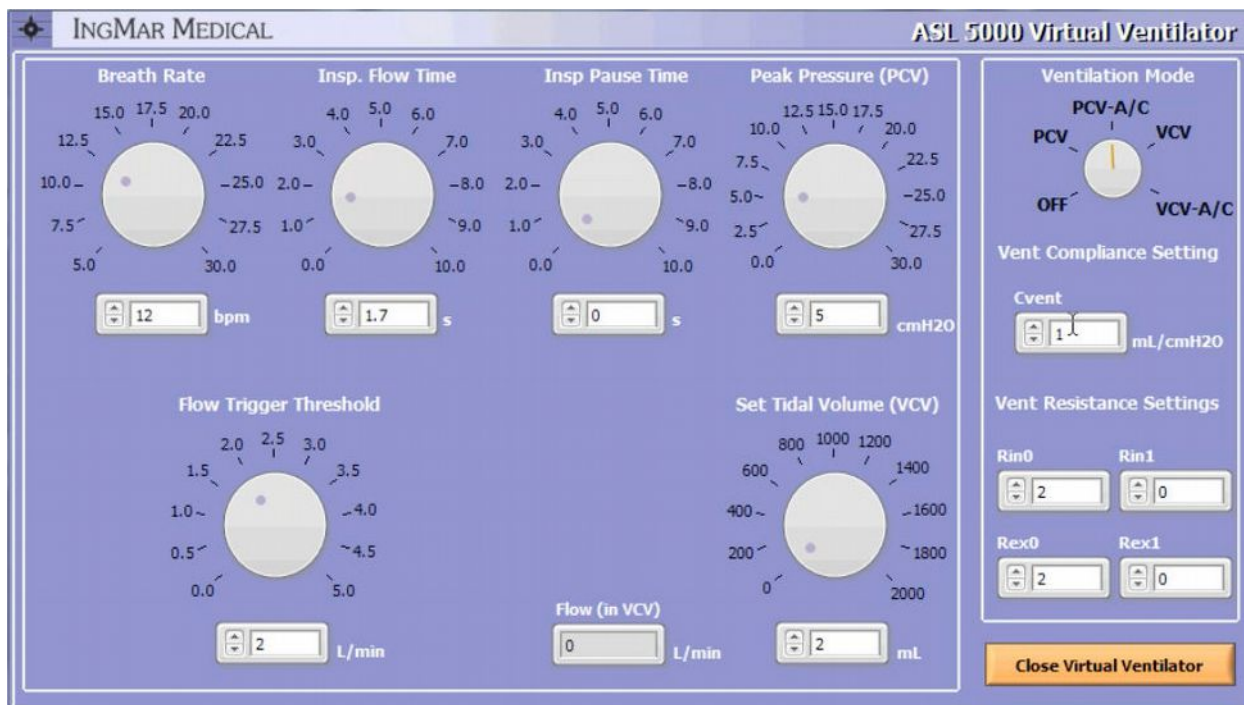 INGMAR MEDICAL
ASL 5000 Virtual Ventilator
Breath Rate
5.0 7.5 10.0 12.5 15.0 17.5 20.0 22.5 25.0 27.5 30.0
12 bpm
Insp. Flow Time
0.0 1.0 2.0 3.0 4.0 5.0 6.0 7.0 8.0 9.0 10.0
1.7 s
Insp Pause Time
0.0 1.0 2.0 3.0 4.0 5.0 6.0 7.0 8.0 9.0 10.0
0 s
Peak Pressure (PCV)
0.0 2.5 5.0 7.5 10.0 12.5 15.0 17.5 20.0 22.5 25.0 27.5 30.0
5 cmH2O
Flow Trigger Threshold
0.0 0.5 1.0 1.5 2.0 2.5 3.0 3.5 4.0 4.5 5.0
2 L/min
Flow (in VCV)
0 L/min
Set Tidal Volume (VCV)
0 200 400 600 800 1000 1200 1400 1600 1800 2000
2 mL
Ventilation Mode
OFF PCV PCV-A/C VCV VCV-A/C
Vent Compliance Setting
Cvent
1 mL/cmH2O
Vent Resistance Settings
Rin0 Rin1
2 0
Rex0 Rex1
2 0
Close Virtual Ventilator